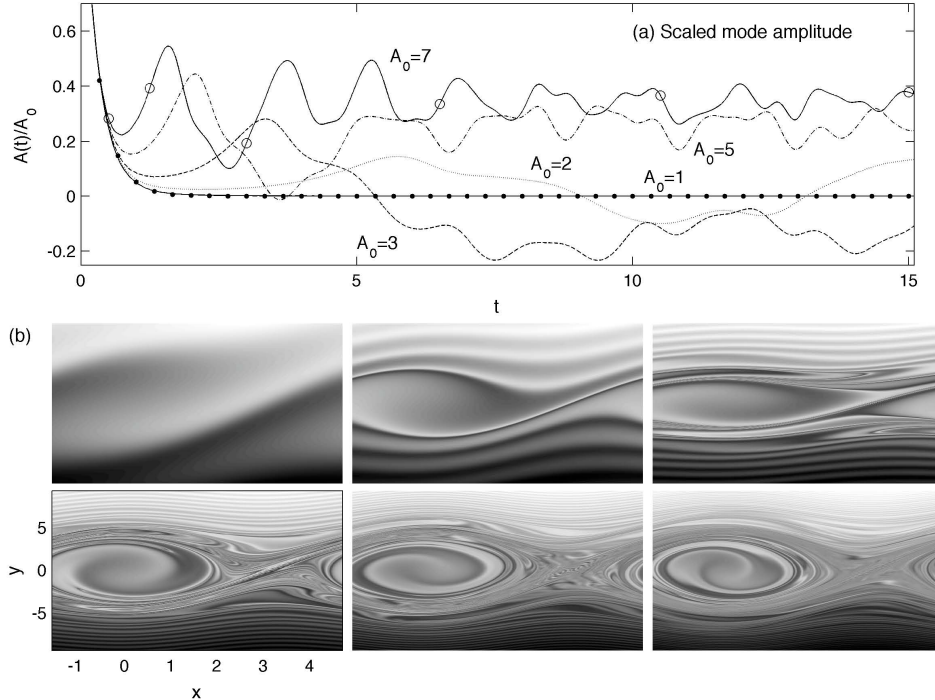 (a) Scaled mode amplitude
A(t)/A₀
0.6
0.4
0.2
0
-0.2
A₀=7
A₀=5
A₀=2
A₀=1
A₀=3
0 5 10 15
t
(b)
y
5
0
-5
-1 0 1 2 3 4
x